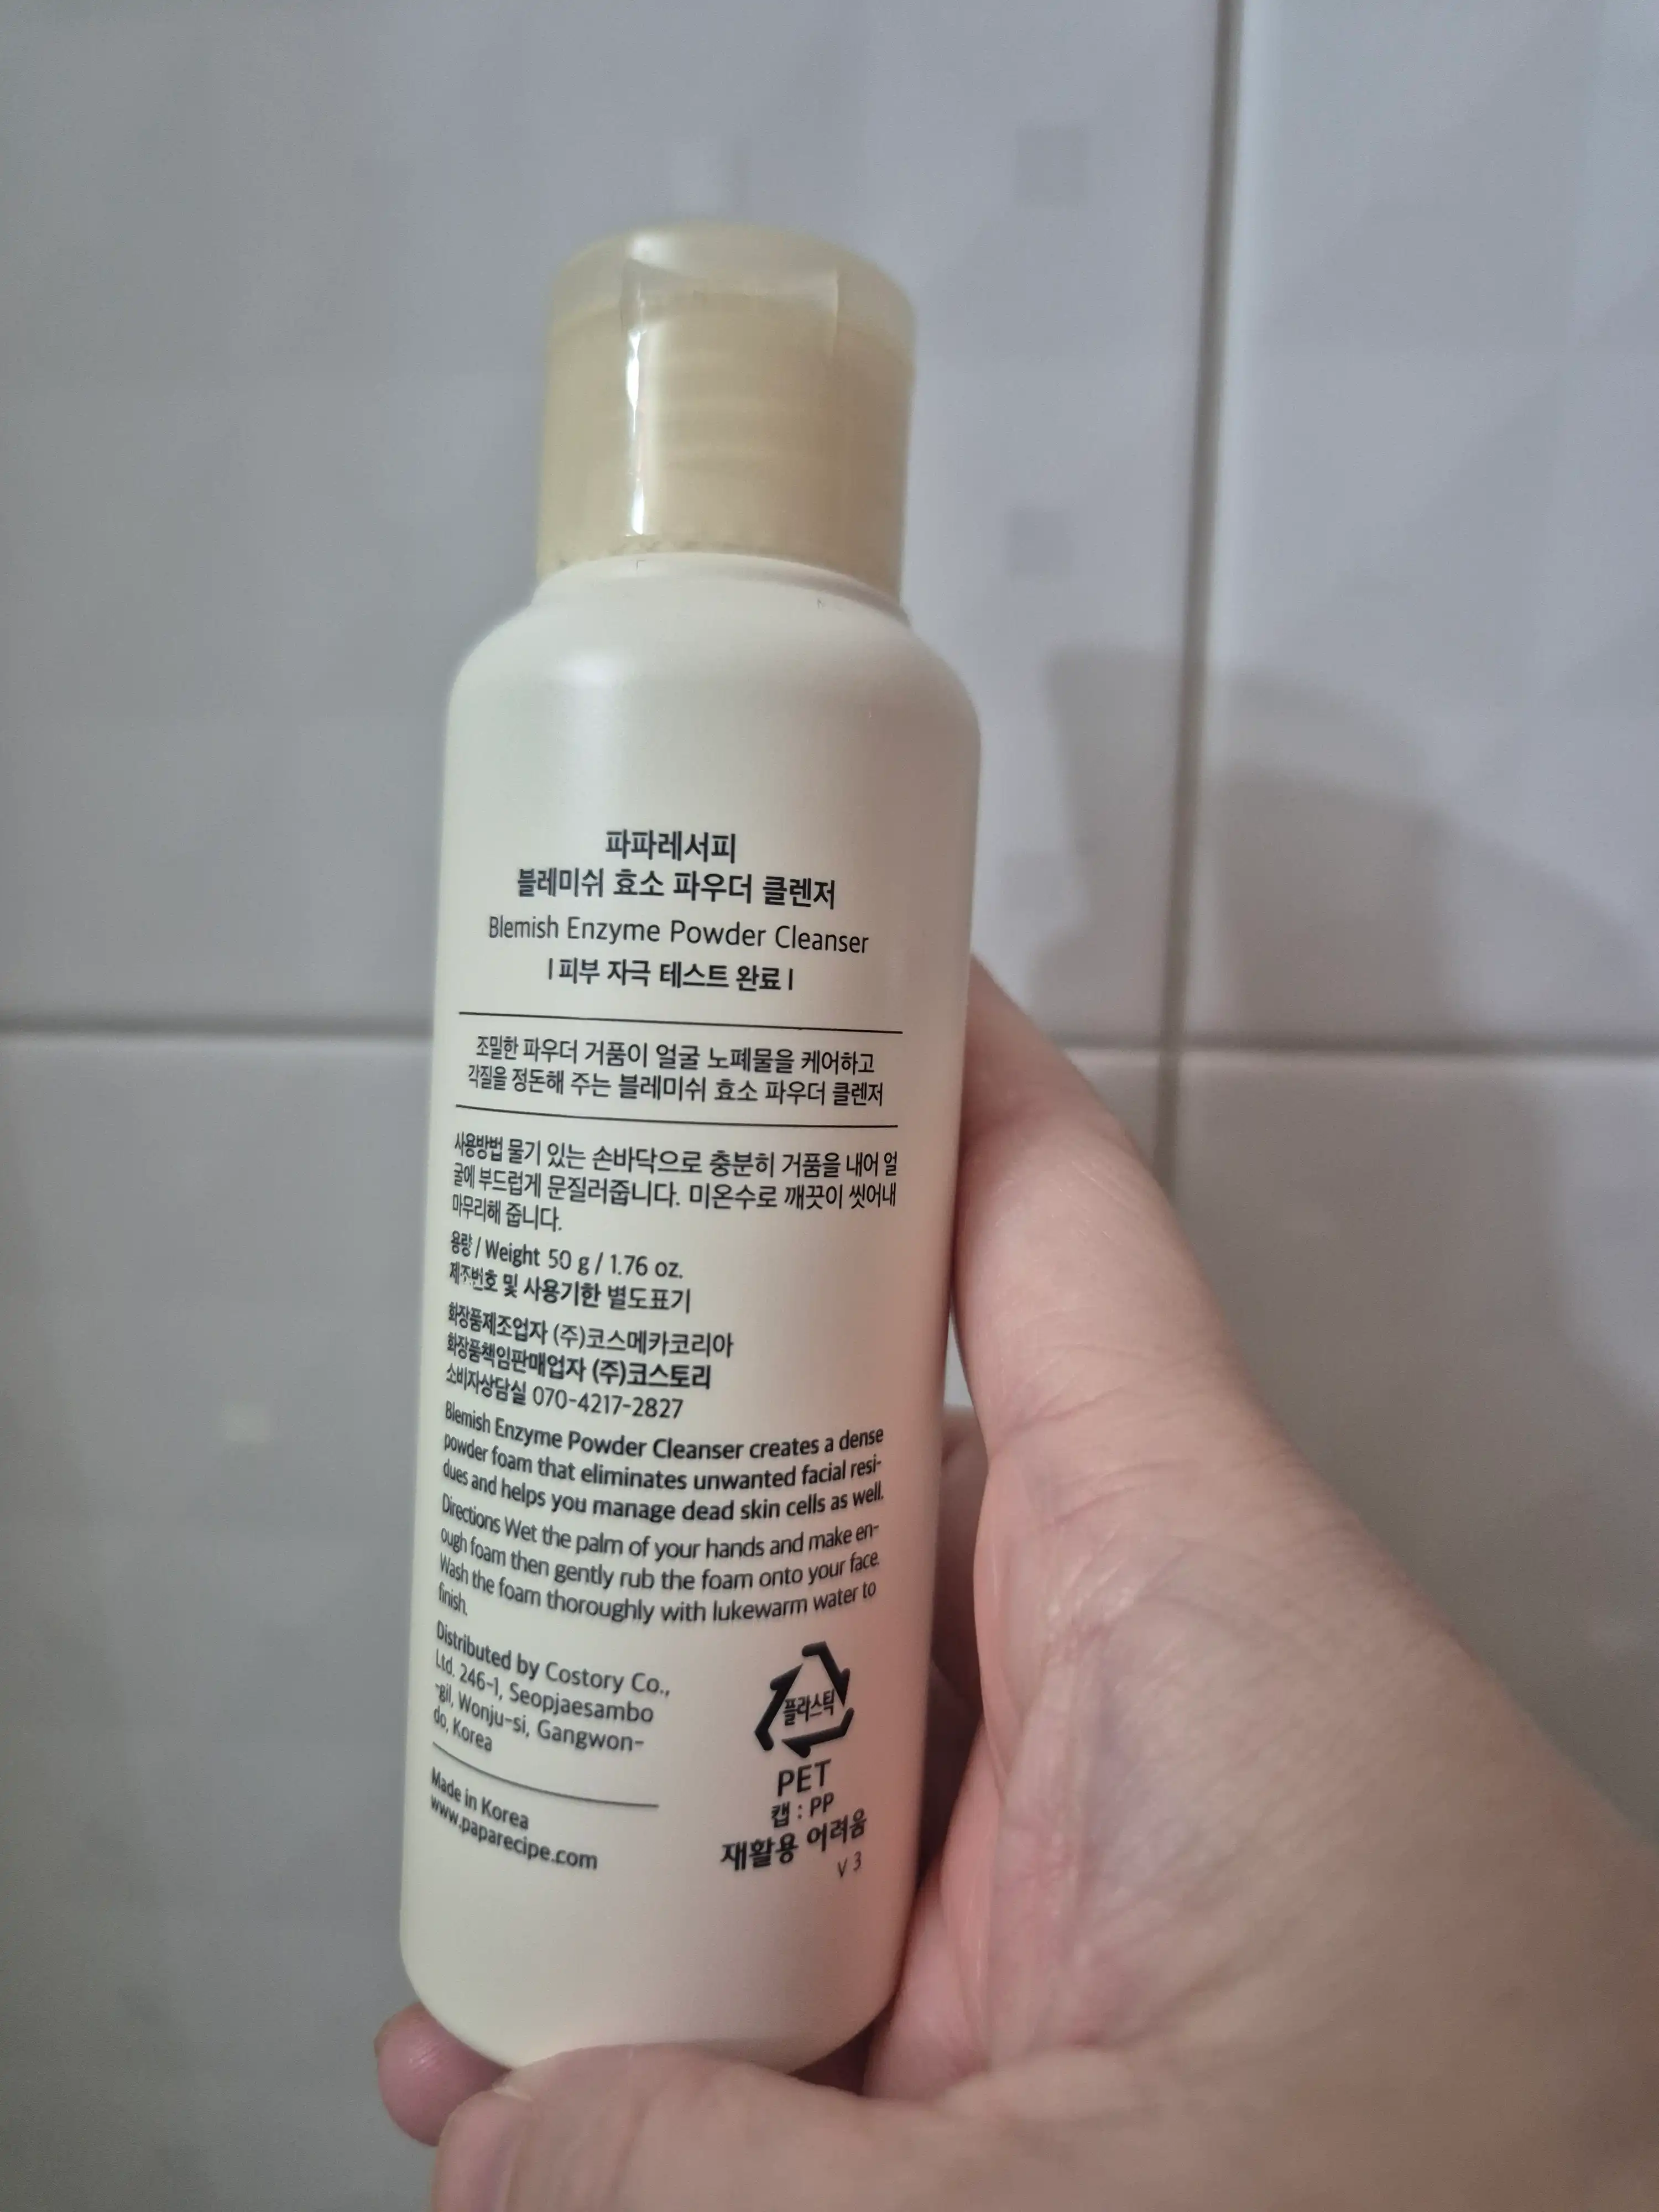 파파레서피
블레미쉬 효소 파우더 클렌저
Blemish Enzyme Powder Cleanser
| 피부 자극 테스트 완료 |
조밀한 파우더 거품이 얼굴 노폐물을 케어하고
각질을 정돈해 주는 블레미쉬 효소 파우더 클렌저
사용방법 물기 있는 손바닥으로 충분히 거품을 내어 얼
굴에 부드럽게 문질러줍니다. 미온수로 깨끗이 씻어내
마무리해 줍니다.
용량 / Weight 50 g / 1.76 oz.
제조번호 및 사용기한 별도표기
화장품제조업자 (주)코스메카코리아
화장품책임판매업자 (주)코스토리
소비자상담실 070-4217-2827
Blemish Enzyme Powder Cleanser creates a dense
powder foam that eliminates unwanted facial resi-
dues and helps you manage dead skin cells as well.
Directions Wet the palm of your hands and make en-
ough foam then gently rub the foam onto your face.
Wash the foam thoroughly with lukewarm water to
finish.
Distributed by Costory Co.,
Ltd. 246-1, Seopjaesambo
-gil, Wonju-si, Gangwon-
do, Korea
Made in Korea
www.paparecipe.com
플라스틱
PET
캡 : PP
재활용 어려움
V 3